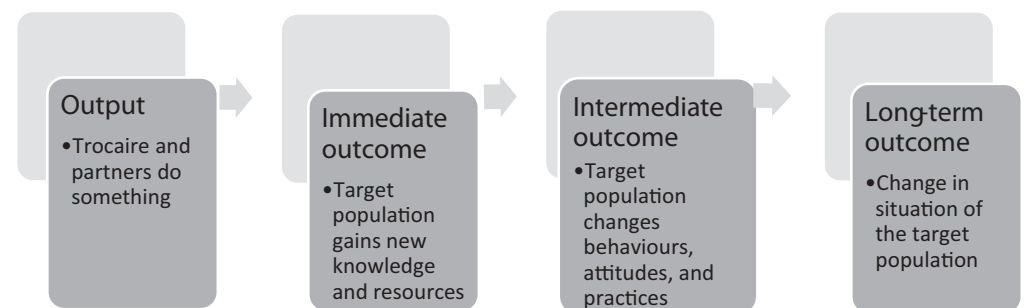 Output
•Trocaire and
partners do
something
Immediate
outcome
•Target
population
gains new
knowledge
and resources
Intermediate
outcome
•Target
population
changes
behaviours,
attitudes, and
practices
Long-term
outcome
•Change in
situation of
the target
population